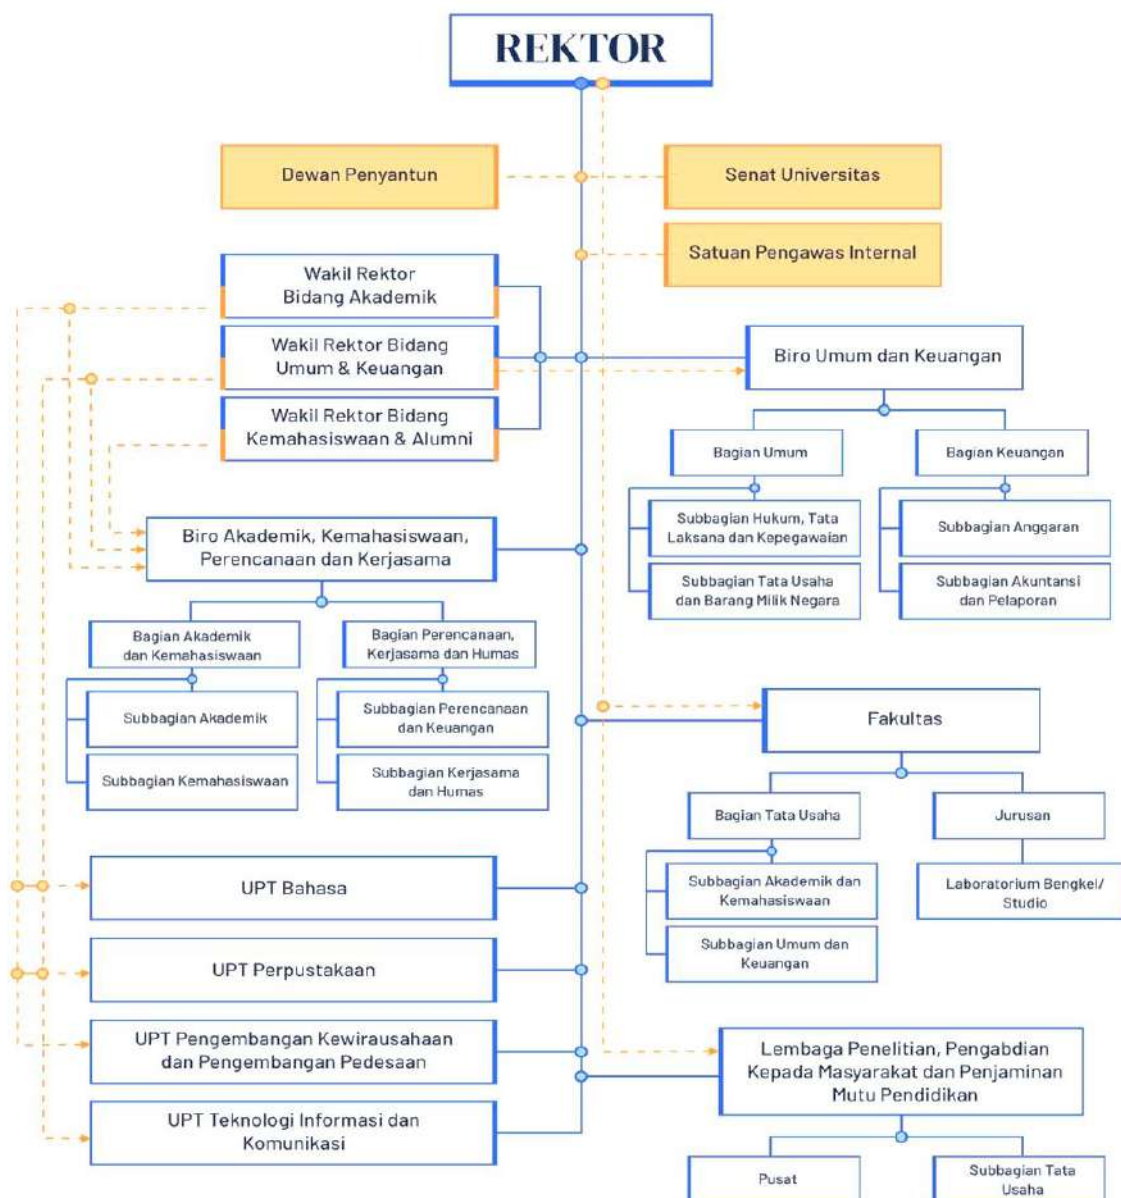 REKTOR
Dewan Penyantun
Senat Universitas
Satuan Pengawas Internal
Wakil Rektor
Bidang Akademik
Wakil Rektor Bidang
Umum & Keuangan
Wakil Rektor Bidang
Kemahasiswaan & Alumni
Biro Umum dan Keuangan
Bagian Umum
Bagian Keuangan
Subbagian Hukum, Tata
Laksana dan Kepegawaian
Subbagian Anggaran
Subbagian Tata Usaha
dan Barang Milik Negara
Subbagian Akuntansi
dan Pelaporan
Biro Akademik, Kemahasiswaan,
Perencanaan dan Kerjasama
Bagian Akademik
dan Kemahasiswaan
Bagian Perencanaan,
Kerjasama dan Humas
Subbagian Akademik
Subbagian Perencanaan
dan Keuangan
Subbagian Kemahasiswaan
Subbagian Kerjasama
dan Humas
Fakultas
Bagian Tata Usaha
Jurusan
Subbagian Akademik dan
Kemahasiswaan
Laboratorium Bengkel/
Studio
Subbagian Umum dan
Keuangan
UPT Bahasa
UPT Perpustakaan
UPT Pengembangan Kewirausahaan
dan Pengembangan Pedesaan
UPT Teknologi Informasi dan
Komunikasi
Lembaga Penelitian, Pengabdian
Kepada Masyarakat dan Penjaminan
Mutu Pendidikan
Pusat
Subbagian Tata
Usaha